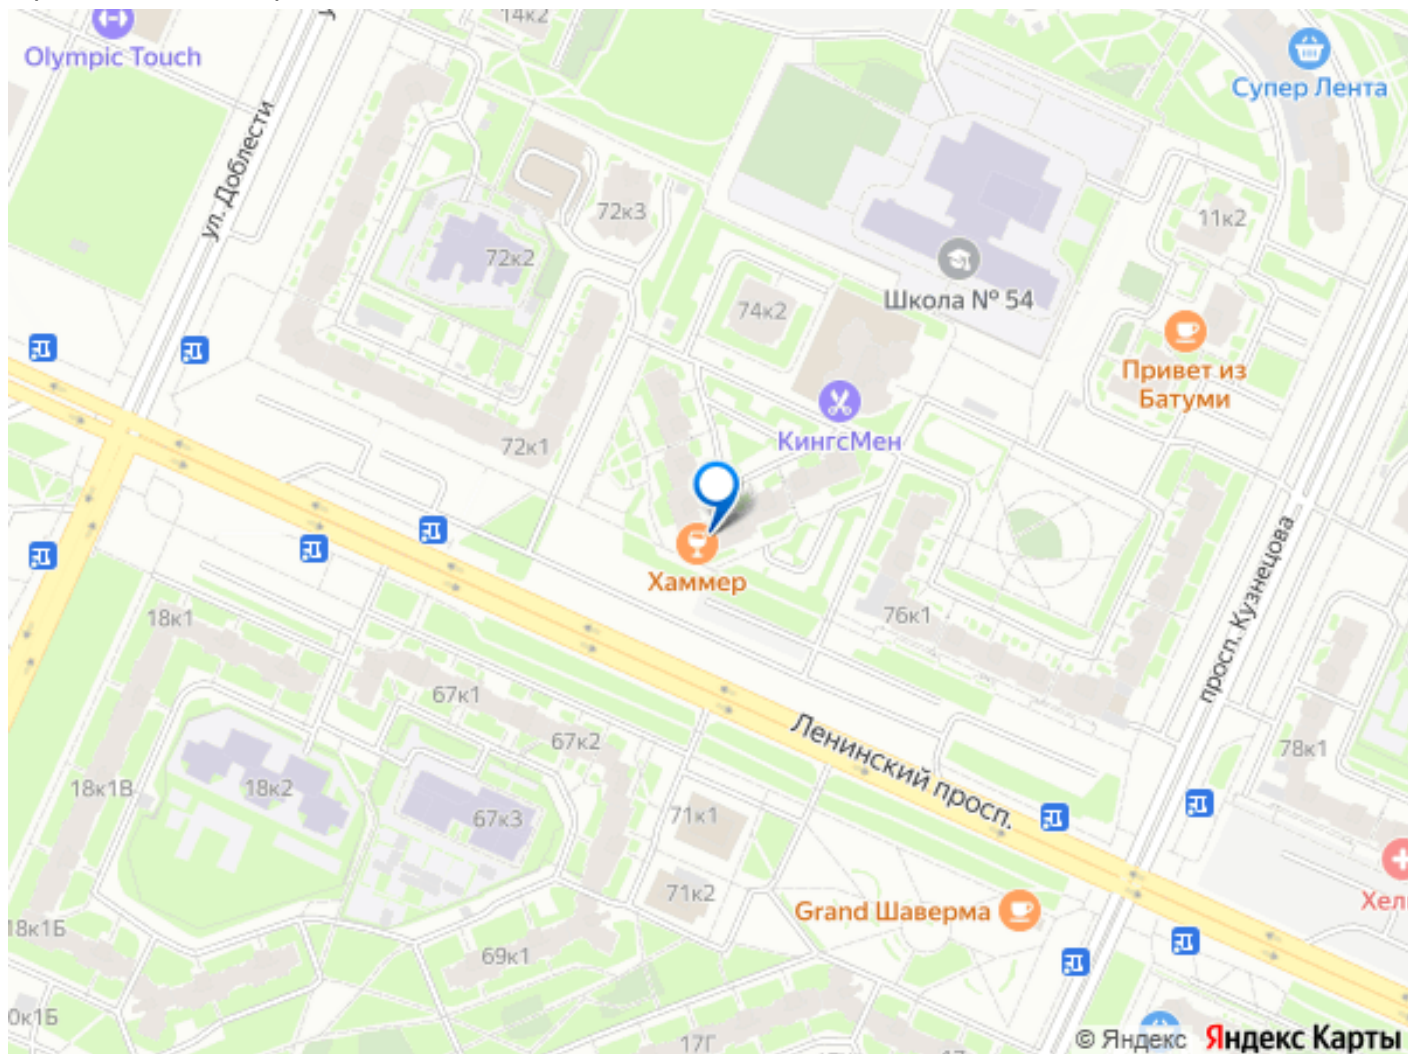 14к2
Olympic Touch
Супер Лента
ул. Доблести
72к3
11к2
72к2
Школа № 54
74к2
Привет из
Батуми
КингсМен
72к1
просп. Кузнецова
Хаммер
76к1
18к1
67к1
67к2
Ленинский просп.
78к1
18к1В
18к2
67к3
71к1
71к2
Grand Шаверма
Хел
18к1Б
69к1
0к1Б
17Г
© Яндекс Яндекс Карты